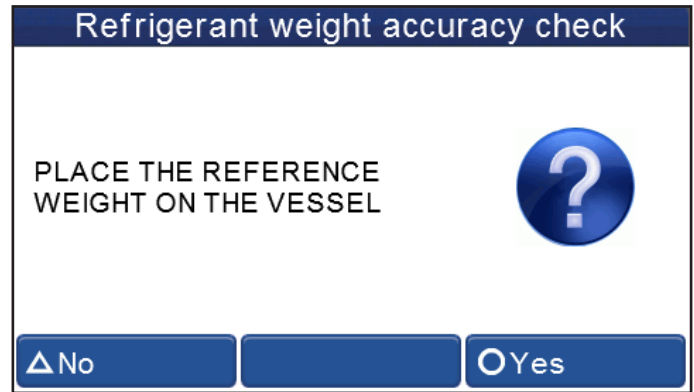 Refrigerant weight accuracy check
PLACE THE REFERENCE
WEIGHT ON THE VESSEL
?
No
Yes